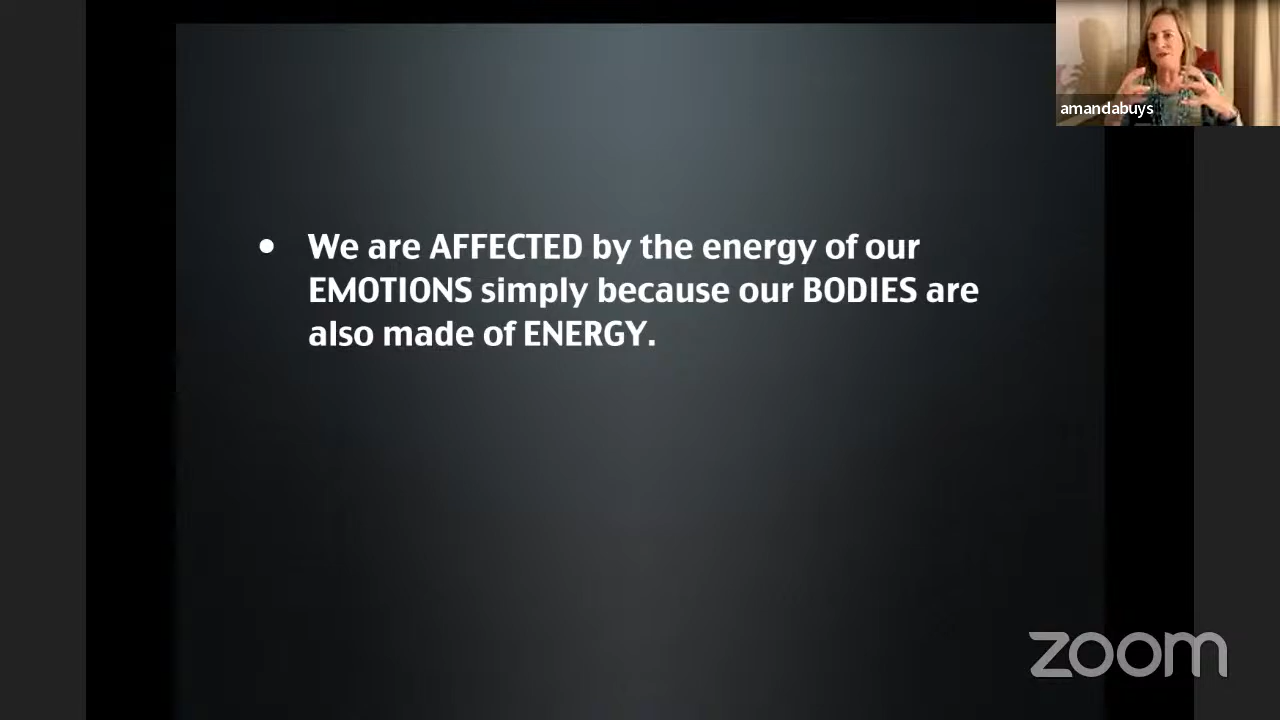 amandabuys
• We are AFFECTED by the energy of our
EMOTIONS simply because our BODIES are
also made of ENERGY.
zoom